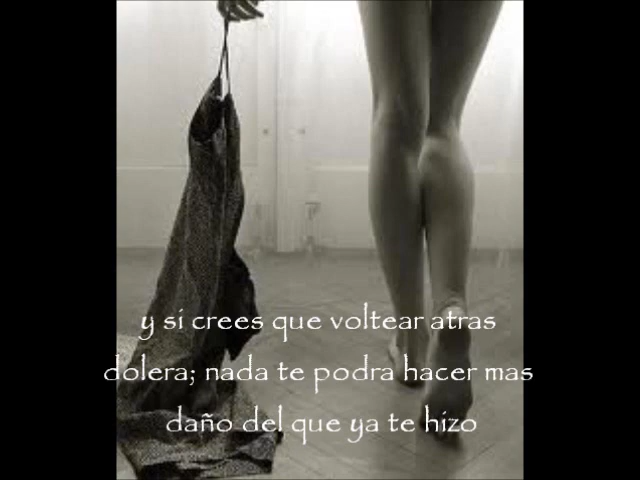 y si crees que voltear atras
dolera; nada te podra hacer mas
daño del que ya te hizo